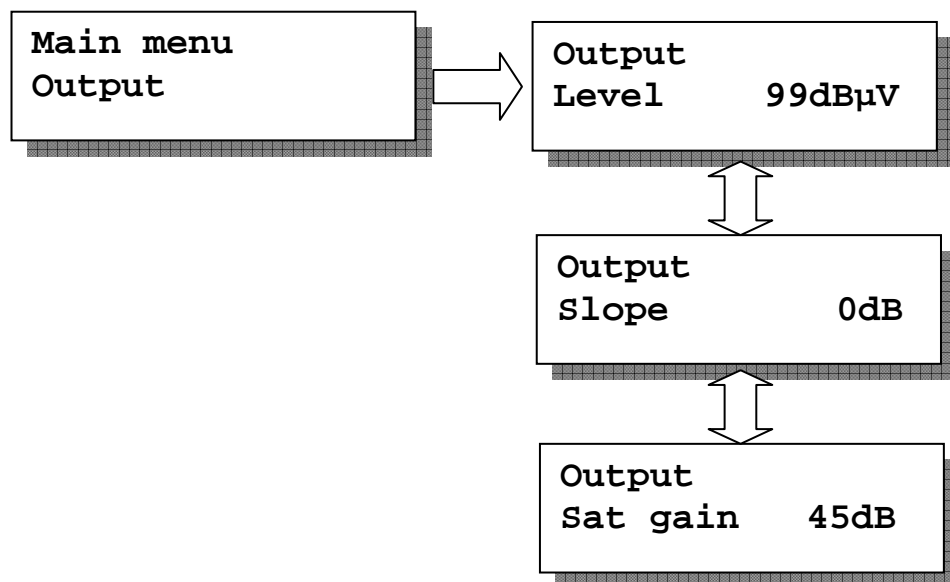 Main menu
Output
Output
Level 99dBµV
Output
Slope 0dB
Output
Sat gain 45dB